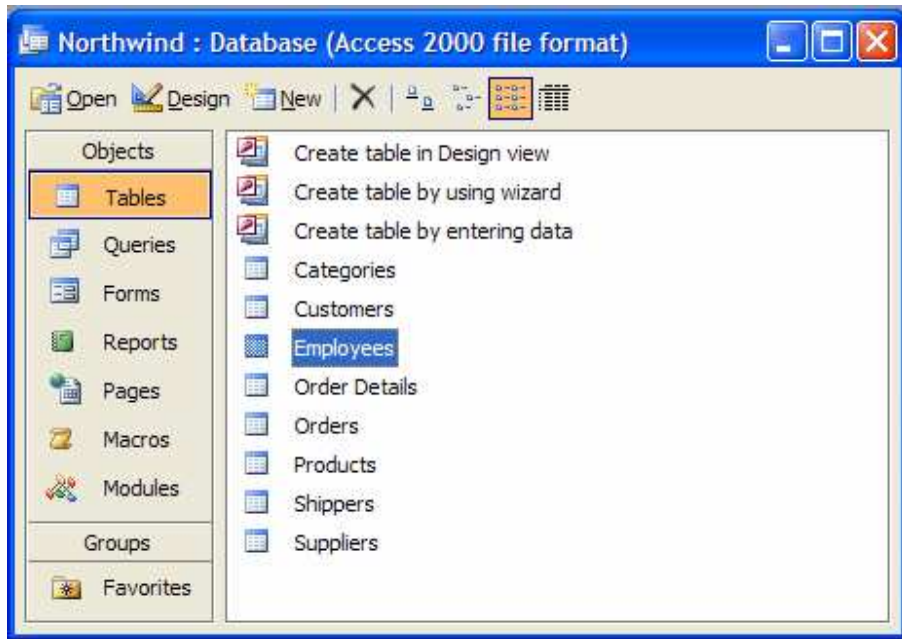 Northwind : Database (Access 2000 file format)
Open Design New
Objects
Tables
Queries
Forms
Reports
Pages
Macros
Modules
Groups
Favorites
Create table in Design view
Create table by using wizard
Create table by entering data
Categories
Customers
Employees
Order Details
Orders
Products
Shippers
Suppliers